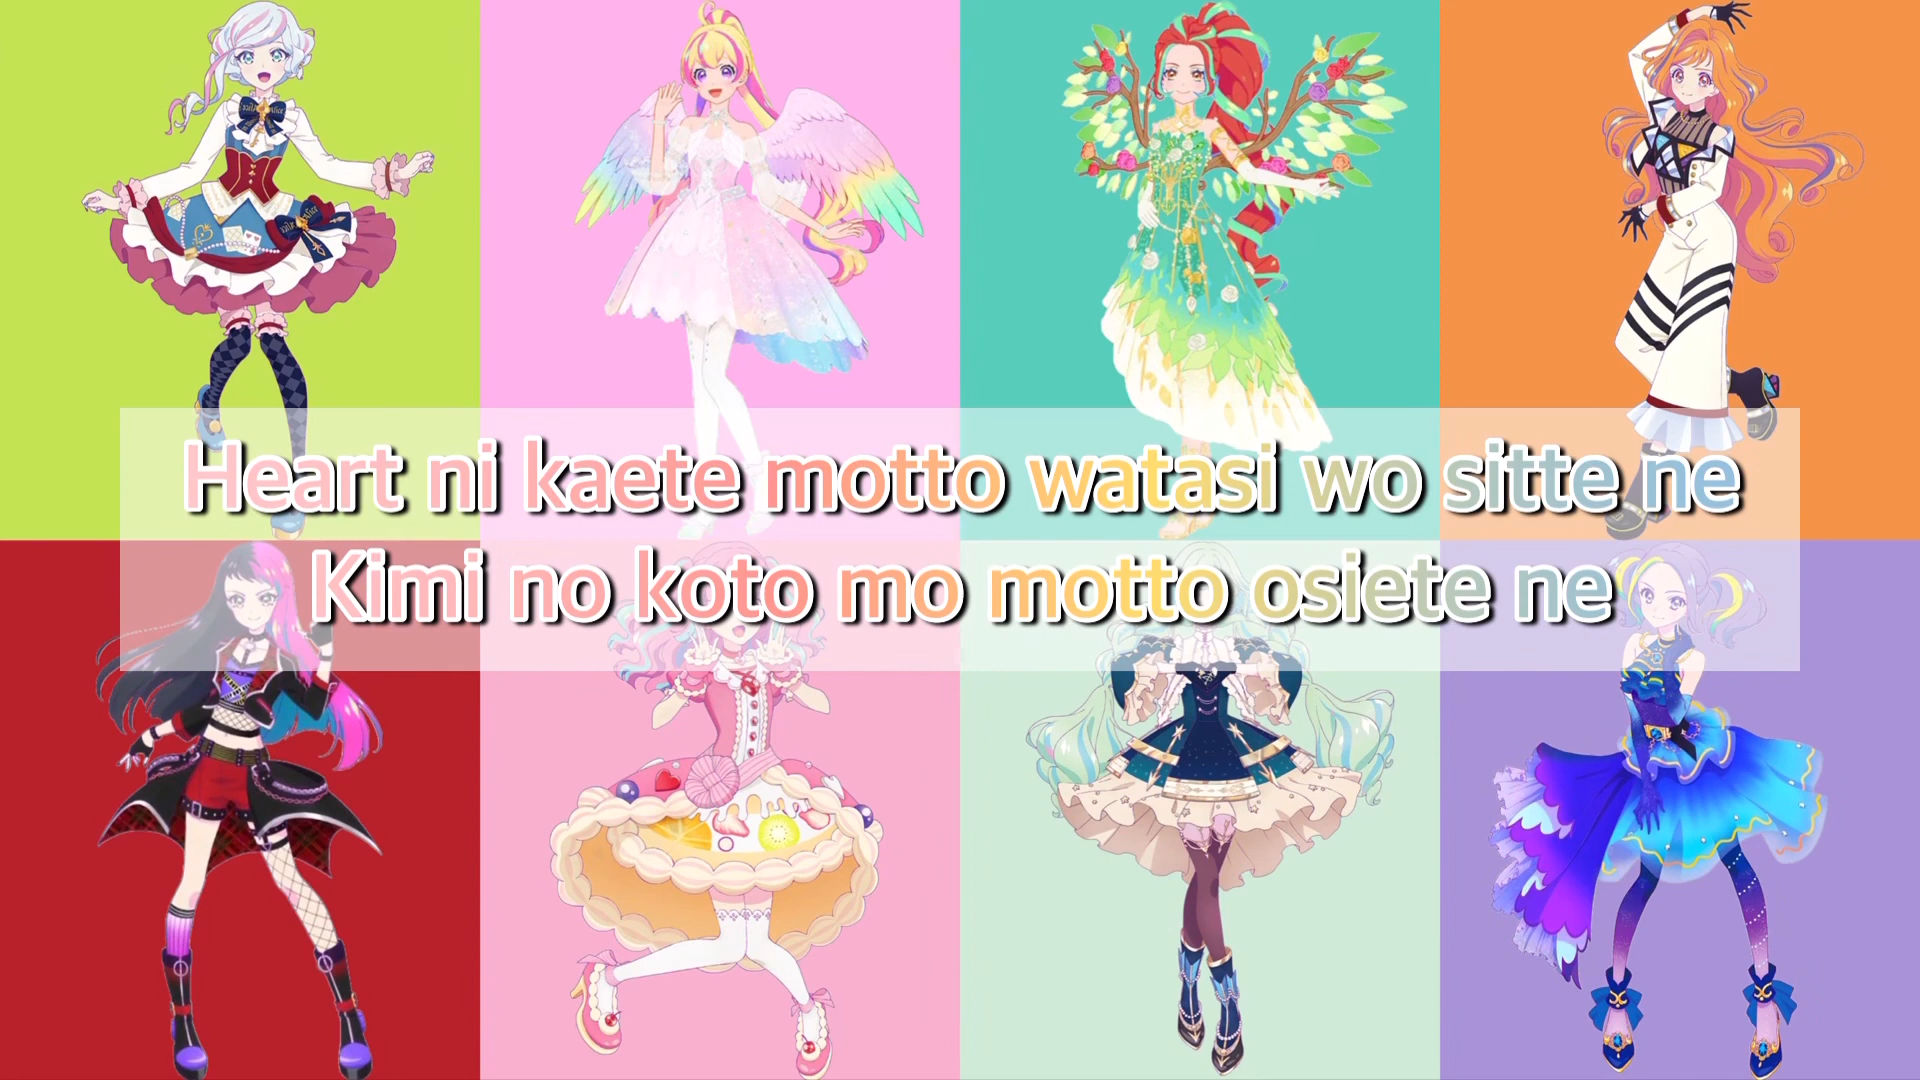 Heart ni kaete motto watasi wo sitte ne
Kimi no koto mo motto osiete ne